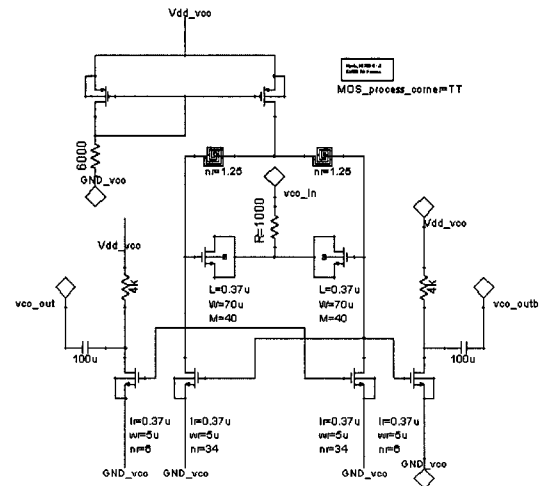 Vdd_vco
MOS_process_corner=TT
6000
GND_vco
nr=1.25
nr=1.25
vco_in
R=1000
Vdd_vco
Vdd_vco
4k
4k
L=0.37u
W=70u
M=40
L=0.37u
W=70u
M=40
vco_out
vco_outb
100u
100u
lr=0.37u
wr=5u
nr=6
lr=0.37u
wr=5u
nr=34
lr=0.37u
wr=5u
nr=34
lr=0.37u
wr=5u
nr=6
GND_vco
GND_vco
GND_vco
GND_vco